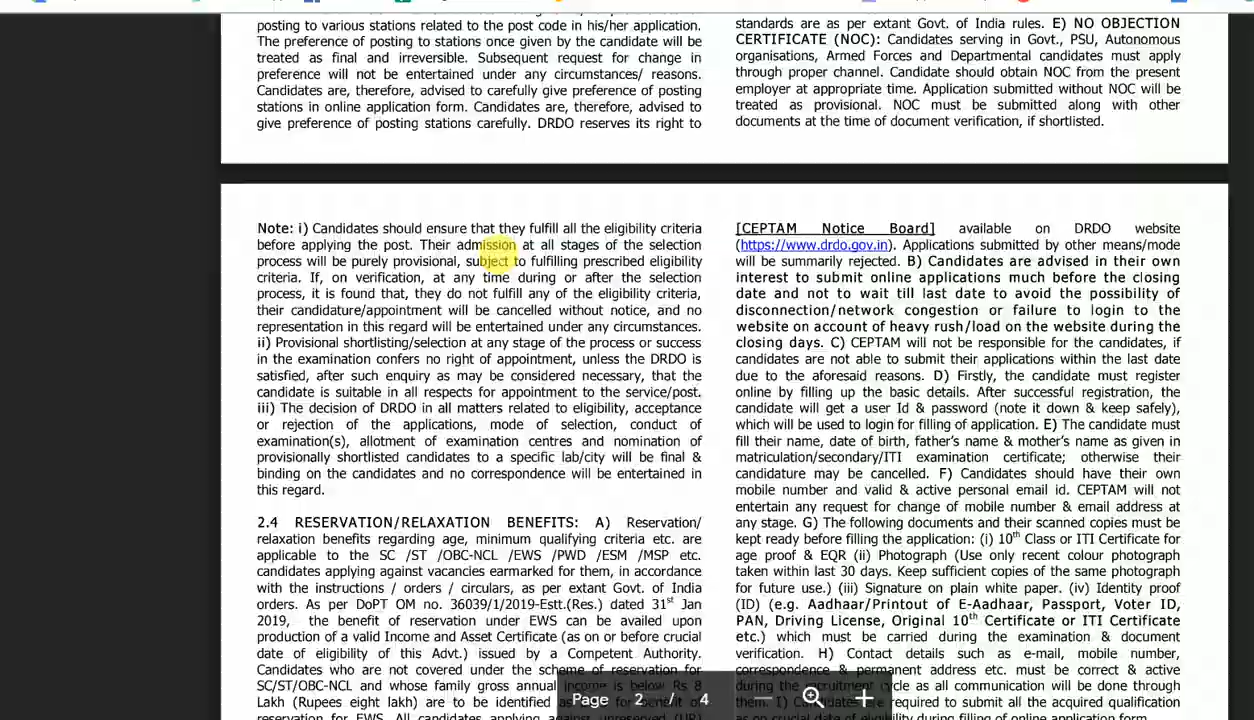 posting to various stations related to the post code in his/her application.
The preference of posting to stations once given by the candidate will be
treated as final and irreversible. Subsequent request for change in
preference will not be entertained under any circumstances/ reasons.
Candidates are, therefore, advised to carefully give preference of posting
stations in online application form. Candidates are, therefore, advised to
give preference of posting stations carefully. DRDO reserves its right to
standards are as per extant Govt. of India rules. E) NO OBJECTION
CERTIFICATE (NOC): Candidates serving in Govt., PSU, Autonomous
organisations, Armed Forces and Departmental candidates must apply
through proper channel. Candidate should obtain NOC from the present
employer at appropriate time. Application submitted without NOC will be
treated as provisional. NOC must be submitted along with other
documents at the time of document verification, if shortlisted.
Note: i) Candidates should ensure that they fulfill all the eligibility criteria
before applying the post. Their admission at all stages of the selection
process will be purely provisional, subject to fulfilling prescribed eligibility
criteria. If, on verification, at any time during or after the selection
process, it is found that, they do not fulfill any of the eligibility criteria,
their candidature/appointment will be cancelled without notice, and no
representation in this regard will be entertained under any circumstances.
ii) Provisional shortlisting/selection at any stage of the process or success
in the examination confers no right of appointment, unless the DRDO is
satisfied, after such enquiry as may be considered necessary, that the
candidate is suitable in all respects for appointment to the service/post.
iii) The decision of DRDO in all matters related to eligibility, acceptance
or rejection of the applications, mode of selection, conduct of
examination(s), allotment of examination centres and nomination of
provisionally shortlisted candidates to a specific lab/city will be final &
binding on the candidates and no correspondence will be entertained in
this regard.
2.4 RESERVATION/RELAXATION BENEFITS: A) Reservation/
relaxation benefits regarding age, minimum qualifying criteria etc. are
applicable to the SC /ST /OBC-NCL /EWS /PWD /ESM /MSP etc.
candidates applying against vacancies earmarked for them, in accordance
with the instructions / orders / circulars, as per extant Govt. of India
orders. As per DoPT OM no. 36039/1/2019-Estt.(Res.) dated 31st Jan
2019, the benefit of reservation under EWS can be availed upon
production of a valid Income and Asset Certificate (as on or before crucial
date of eligibility of this Advt.) issued by a Competent Authority.
Candidates who are not covered under the scheme of reservation for
SC/ST/OBC-NCL and whose family gross annual income is below Rs 8
Lakh (Rupees eight lakh) are to be identified
reservation for EWS. All candidates applying against unreserved (UR)
[CEPTAM Notice Board] available on DRDO website
(https://www.drdo.gov.in). Applications submitted by other means/mode
will be summarily rejected. B) Candidates are advised in their own
interest to submit online applications much before the closing
date and not to wait till last date to avoid the possibility of
disconnection/network congestion or failure to login to the
website on account of heavy rush/load on the website during the
closing days. C) CEPTAM will not be responsible for the candidates, if
candidates are not able to submit their applications within the last date
due to the aforesaid reasons. D) Firstly, the candidate must register
online by filling up the basic details. After successful registration, the
candidate will get a user Id & password (note it down & keep safely),
which will be used to login for filling of application. E) The candidate must
fill their name, date of birth, father's name & mother's name as given in
matriculation/secondary/ITI examination certificate; otherwise their
candidature may be cancelled. F) Candidates should have their own
mobile number and valid & active personal email id. CEPTAM will not
entertain any request for change of mobile number & email address at
any stage. G) The following documents and their scanned copies must be
kept ready before filling the application: (i) 10th Class or ITI Certificate for
age proof & EQR (ii) Photograph (Use only recent colour photograph
taken within last 30 days. Keep sufficient copies of the same photograph
for future use.) (iii) Signature on plain white paper. (iv) Identity proof
(ID) (e.g. Aadhaar/Printout of E-Aadhaar, Passport, Voter ID,
PAN, Driving License, Original 10th Certificate or ITI Certificate
etc.) which must be carried during the examination & document
verification. H) Contact details such as e-mail, mobile number,
correspondence & permanent address etc. must be correct & active
during the recruitment cycle as all communication will be done through
them. I) Candidates are required to submit all the acquired qualification
as on crucial date of eligibility during filling of online application form.
Page 2 / 4